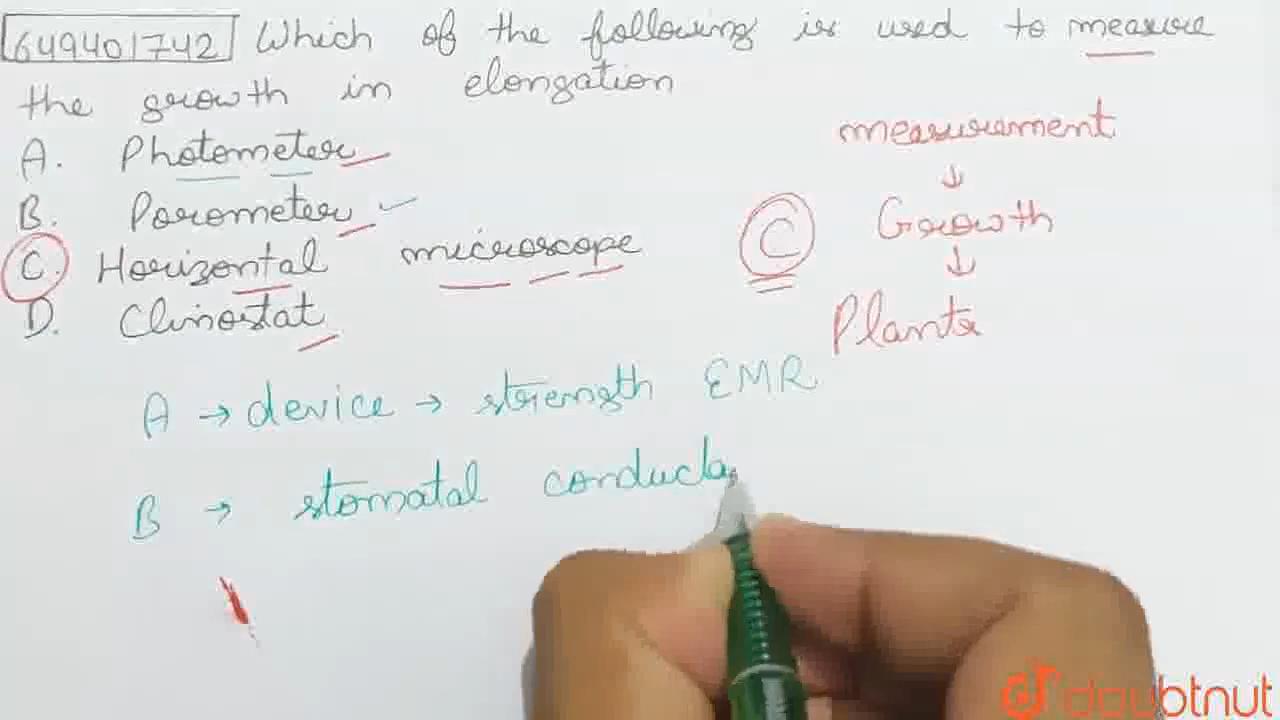 649401742 Which of the following is used to measure
the growth in elongation
A. Photometer
B. Porometer
C. Horizontal microscope
D. Clinostat
C
measurement
↓
Growth
↓
Plants
A → device → strength EMR
B → stomatal conducta
doubtnut